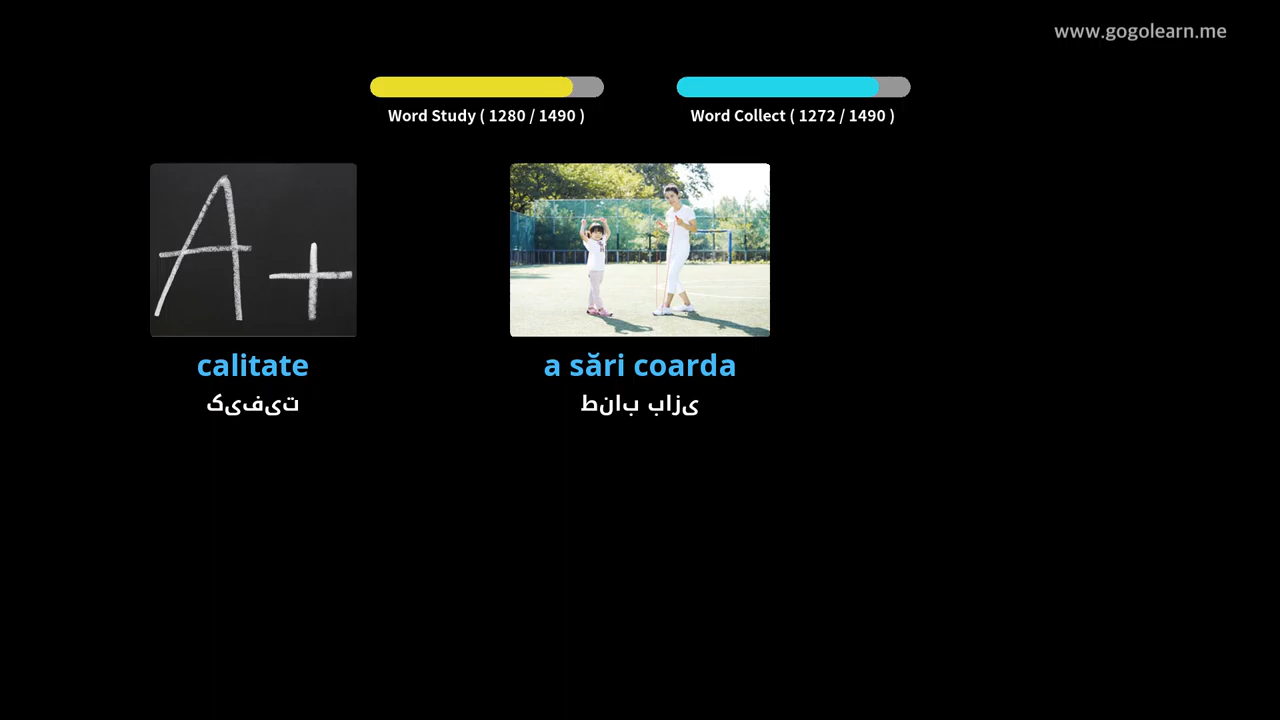 www.gogolearn.me
Word Study ( 1280 / 1490 )
Word Collect ( 1272 / 1490 )
calitate
کیفیت
a sări coarda
طناب بازی